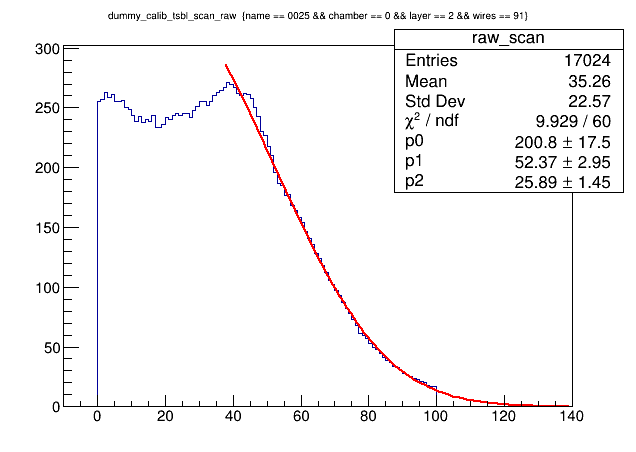 dummy_calib_tsbl_scan_raw {name == 0025 && chamber == 0 && layer == 2 && wires == 91}
raw_scan
Entries 17024
Mean 35.26
Std Dev 22.57
χ² / ndf 9.929 / 60
p0 200.8 ± 17.5
p1 52.37 ± 2.95
p2 25.89 ± 1.45
300
250
200
150
100
50
0
0 20 40 60 80 100 120 140